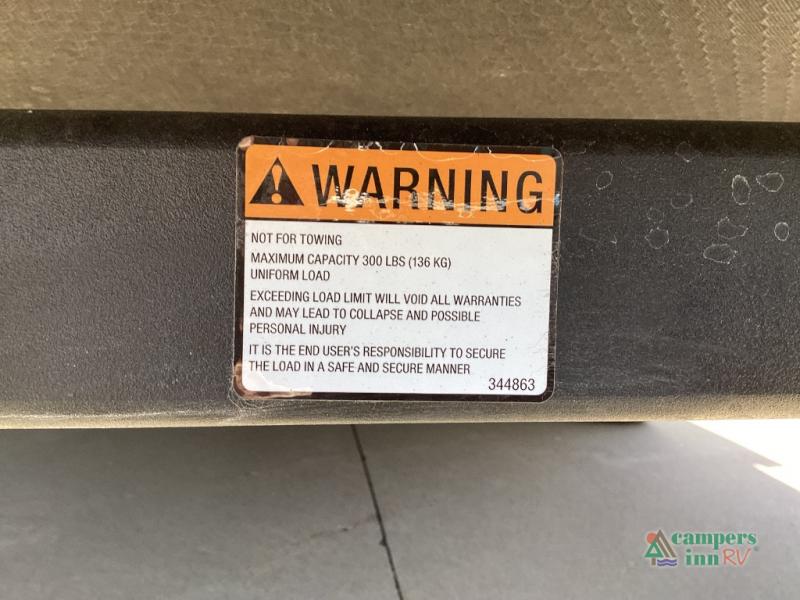 WARNING
NOT FOR TOWING
MAXIMUM CAPACITY 300 LBS (136 KG)
UNIFORM LOAD
EXCEEDING LOAD LIMIT WILL VOID ALL WARRANTIES
AND MAY LEAD TO COLLAPSE AND POSSIBLE
PERSONAL INJURY
IT IS THE END USER'S RESPONSIBILITY TO SECURE
THE LOAD IN A SAFE AND SECURE MANNER
344863
campers
inn RV